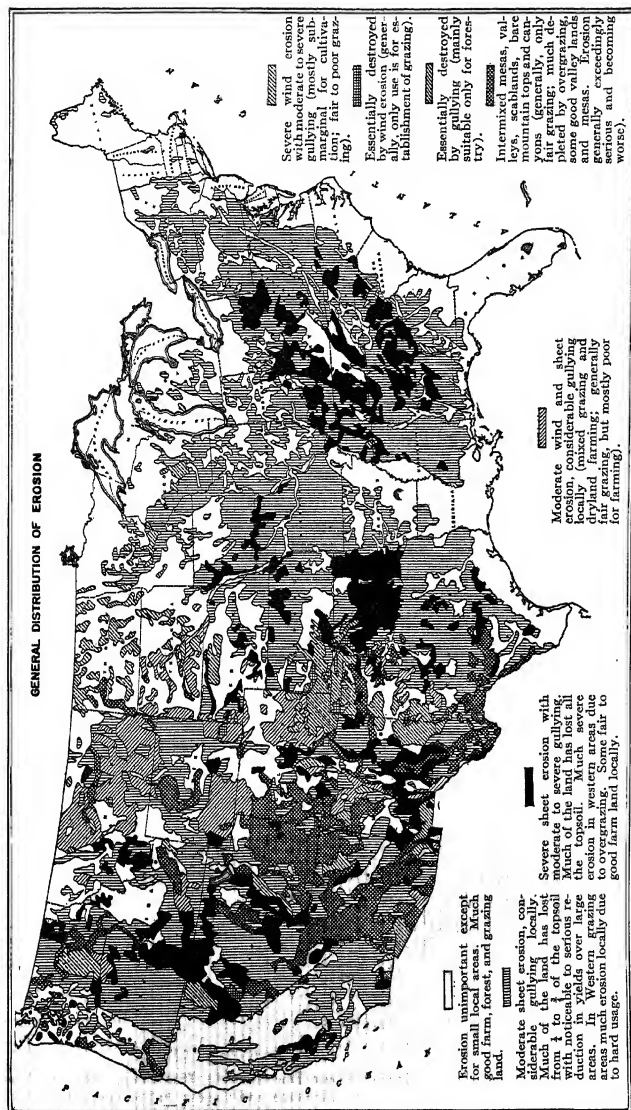 GENERAL DISTRIBUTION OF EROSION
PACIFIC OCEAN
Erosion unimportant except
for small local areas. Much
good farm, forest, and grazing
land.
Moderate sheet erosion, con-
siderable gullying locally.
Much of the land has lost
from ¼ to ¾ of the topsoil
with noticeable to serious re-
duction in yields over large
areas. In Western grazing
areas much erosion locally due
to hard usage.
Severe sheet erosion with
moderate to severe gullying.
Much of the land has lost all
the topsoil. Much severe
erosion in western areas due
to overgrazing. Some fair to
good farm land locally.
Moderate wind and sheet
erosion, considerable gullying
locally (mixed grazing and
dryland farming; generally
fair grazing, but mostly poor
for farming).
Severe wind erosion
with moderate to severe
gullying (mostly sub-
marginal for cultiva-
tion; fair to poor graz-
ing).
Essentially destroyed
by wind erosion (gener-
ally, only use is for es-
tablishment of grazing).
Essentially destroyed
by gullying (mainly
suitable only for fores-
try).
Intermixed mesas, val-
leys, scablands, bare
mountain tops and can-
yons (generally, only
fair grazing; much de-
pleted by overgrazing,
some good valley lands
and mesas. Erosion
generally exceedingly
serious and becoming
worse).